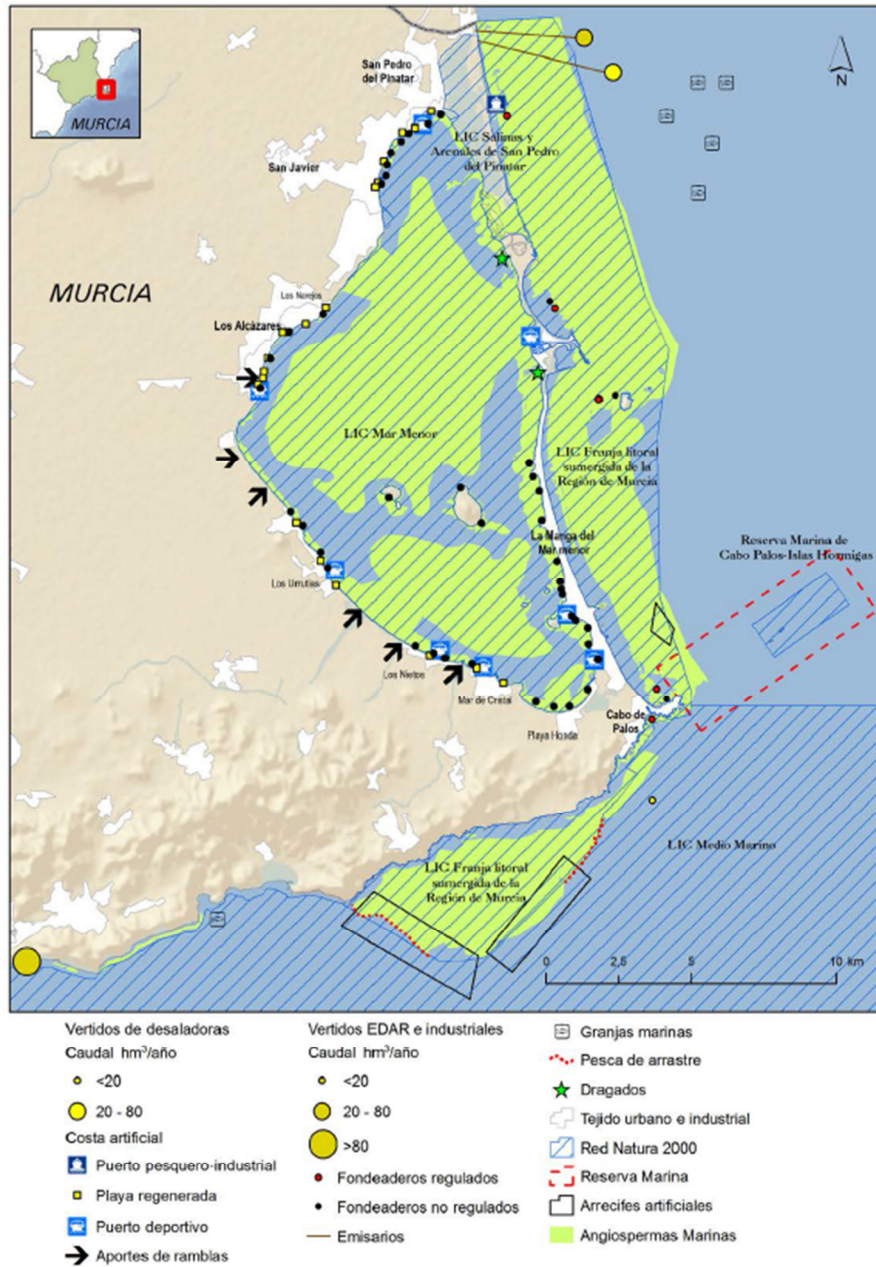 MURCIA
N
San Pedro
del Pinatar
LIC Salinas y
Arenales de San Pedro
del Pinatar
San Javier
MURCIA
Los Narejos
Los Alcázares
LIC Mar Menor
LIC Franja litoral
sumergida de la
Región de Murcia
La Manga del
Mar menor
Reserva Marina de
Cabo Palos-Islas Hormigas
Los Urrutias
Los Nietos
Mar de Cristal
Playa Honda
Cabo de
Palos
LIC Medio Marino
LIC Franja litoral
sumergida de la
Región de Murcia
0 2,5 5 10 km
Vertidos de desaladoras
Caudal hm³/año
<20
20 - 80
Costa artificial
Puerto pesquero-industrial
Playa regenerada
Puerto deportivo
Aportes de ramblas
Vertidos EDAR e industriales
Caudal hm³/año
<20
20 - 80
>80
Fondeaderos regulados
Fondeaderos no regulados
Emisarios
Granjas marinas
Pesca de arrastre
Dragados
Tejido urbano e industrial
Red Natura 2000
Reserva Marina
Arrecifes artificiales
Angiospermas Marinas